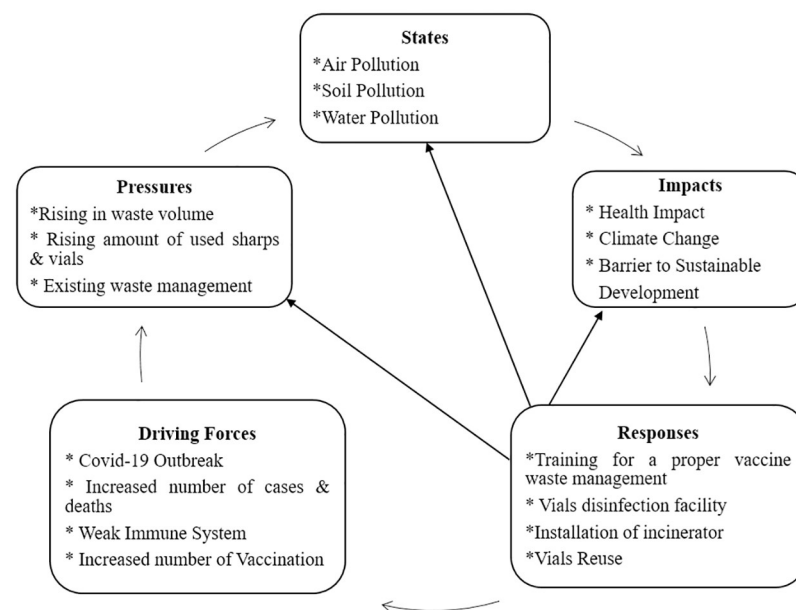 States
*Air Pollution
*Soil Pollution
*Water Pollution
Pressures
*Rising in waste volume
* Rising amount of used sharps
& vials
* Existing waste management
Impacts
* Health Impact
* Climate Change
* Barrier to Sustainable
Development
Driving Forces
* Covid-19 Outbreak
* Increased number of cases &
deaths
* Weak Immune System
* Increased number of Vaccination
Responses
*Training for a proper vaccine
waste management
* Vials disinfection facility
*Installation of incinerator
*Vials Reuse